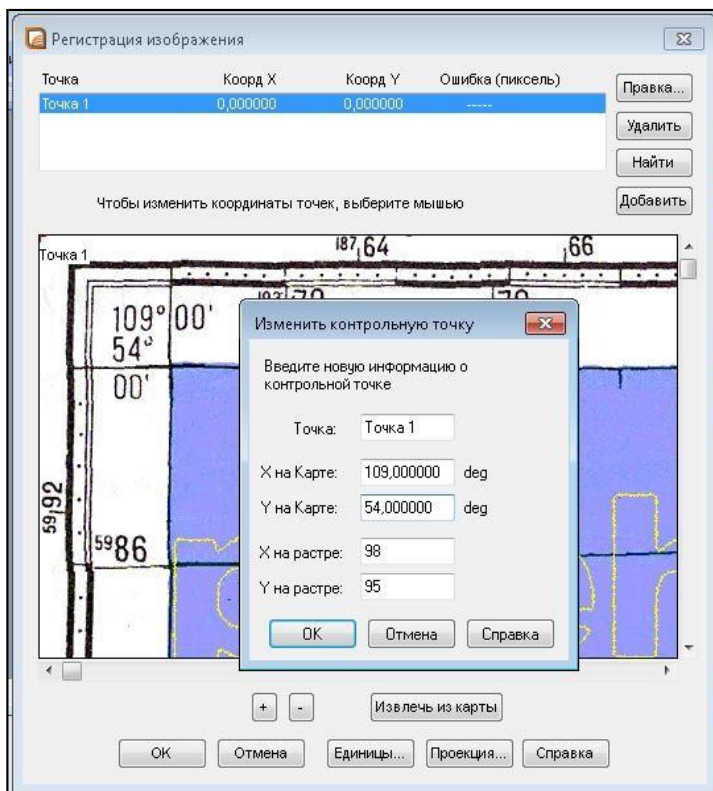 Регистрация изображения
Точка Коорд X Коорд Y Ошибка (пиксель)
Точка 1 0,000000 0,000000 -----
Правка...
Удалить
Найти
Добавить
Чтобы изменить координаты точек, выберите мышью
Точка 1
187 64 66
109° 00'
54°
00'
59 92
59 86
Изменить контрольную точку
Введите новую информацию о
контрольной точке
Точка: Точка 1
X на Карте: 109,000000 deg
Y на Карте: 54,000000 deg
X на растре: 98
Y на растре: 95
OK Отмена Справка
+ - Извлечь из карты
OK Отмена Единицы... Проекция... Справка